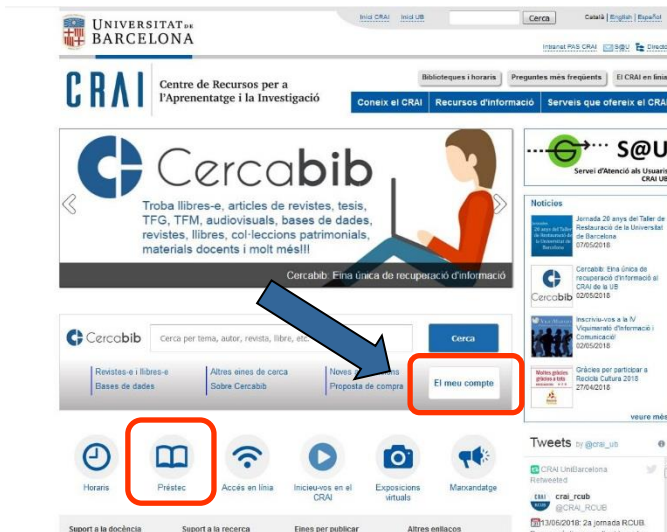 UNIVERSITAT DE
BARCELONA
Inici CRAI Inici UB
Cerca
Català | English | Español
Intranet PAS CRAI S@U
CRAI
Centre de Recursos per a
l'Aprenentatge i la Investigació
Biblioteques i horaris Preguntes més freqüents El CRAI en línia
Coneix el CRAI Recursos d'informació Serveis que ofereix el CRAI
Cercabib
Troba llibres-e, articles de revistes, tesis,
TFG, TFM, audiovisuals, bases de dades,
revistes, llibres, col·leccions patrimonials,
materials docents i molt més!!!
Cercabib: Eina única de recuperació d'informació
S@U
Servei d'Atenció als Usuaris
CRAI UB
Notícies
Jornada 20 anys del Taller de
Restauració de la Universitat
de Barcelona
07/05/2018
Cercabib
Cercabib: Eina única de
recuperació d'informació al
CRAI de la UB
02/05/2018
Inscriviu-vos a la IV
Viquimarató d'Informació i
Comunicació!
02/05/2018
Moltes gràcies
gràcies a tots
Gràcies per participar a
Recicla Cultura 2018
27/04/2018
veure més
Cercabib
Cerca per tema, autor, revista, llibre, etc.
Cerca
Revistes-e i llibres-e
Bases de dades
Altres eines de cerca
Sobre Cercabib
Noves
Proposta de compra
El meu compte
Horaris
Préstec
Accés en línia
Inicieu-vos en el
CRAI
Exposicions
virtuals
Marxandatge
Tweets by @crai_ub
CRAI UniBarcelona
Retweeted
crai_rcub
@CRAI_RCUB
13/06/2018: 2a jornada RCUB.
Suport a la docència
Suport a la recerca
Eines per publicar
Altres enllaços